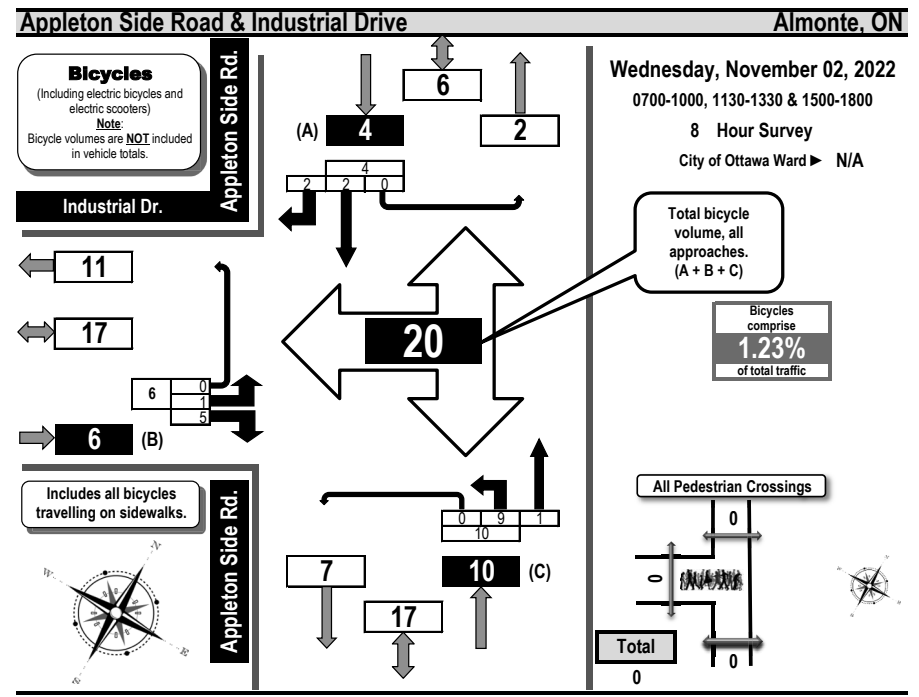 Appleton Side Road & Industrial Drive
Almonte, ON
Bicycles
(Including electric bicycles and
electric scooters)
Note:
Bicycle volumes are NOT included
in vehicle totals.
Appleton Side Rd.
Industrial Dr.
6
(A)
4
2
4
2 2 0
Wednesday, November 02, 2022
0700-1000, 1130-1330 & 1500-1800
8 Hour Survey
City of Ottawa Ward ► N/A
Total bicycle
volume, all
approaches.
(A + B + C)
11
17
20
Bicycles
comprise
1.23%
of total traffic
6
0
1
5
6
(B)
Includes all bicycles
travelling on sidewalks.
Appleton Side Rd.
N
W
E
S
0 9 1
10
7
10
(C)
17
All Pedestrian Crossings
0
0
0
Total
0